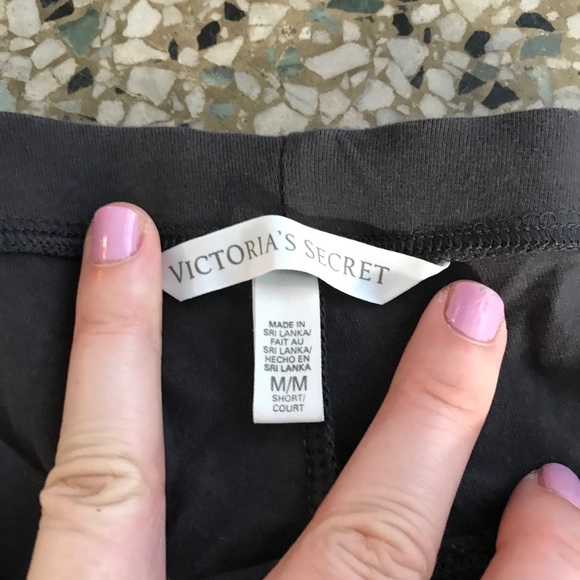 VICTORIA'S SECRET
MADE IN
SRI LANKA/
FAIT AU
SRI LANKA/
HECHO EN
SRI LANKA
M/M
SHORT/
COURT